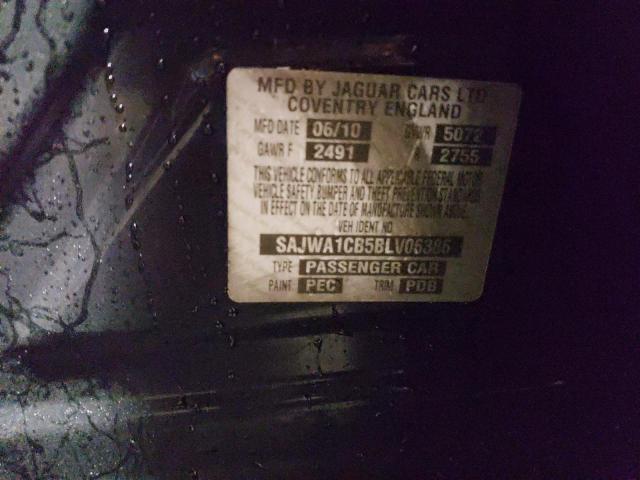 MFD BY JAGUAR CARS LTD
COVENTRY ENGLAND
MFD DATE 06/10 GVWR 5072
GAWR F 2491 R 2755
THIS VEHICLE CONFORMS TO ALL APPLICABLE FEDERAL MOTOR
VEHICLE SAFETY BUMPER AND THEFT PREVENTION STANDARDS
IN EFFECT ON THE DATE OF MANUFACTURE SHOWN ABOVE.
VEH IDENT NO
SAJWA1CB5BLV06386
TYPE PASSENGER CAR
PAINT PEC TRIM PDB